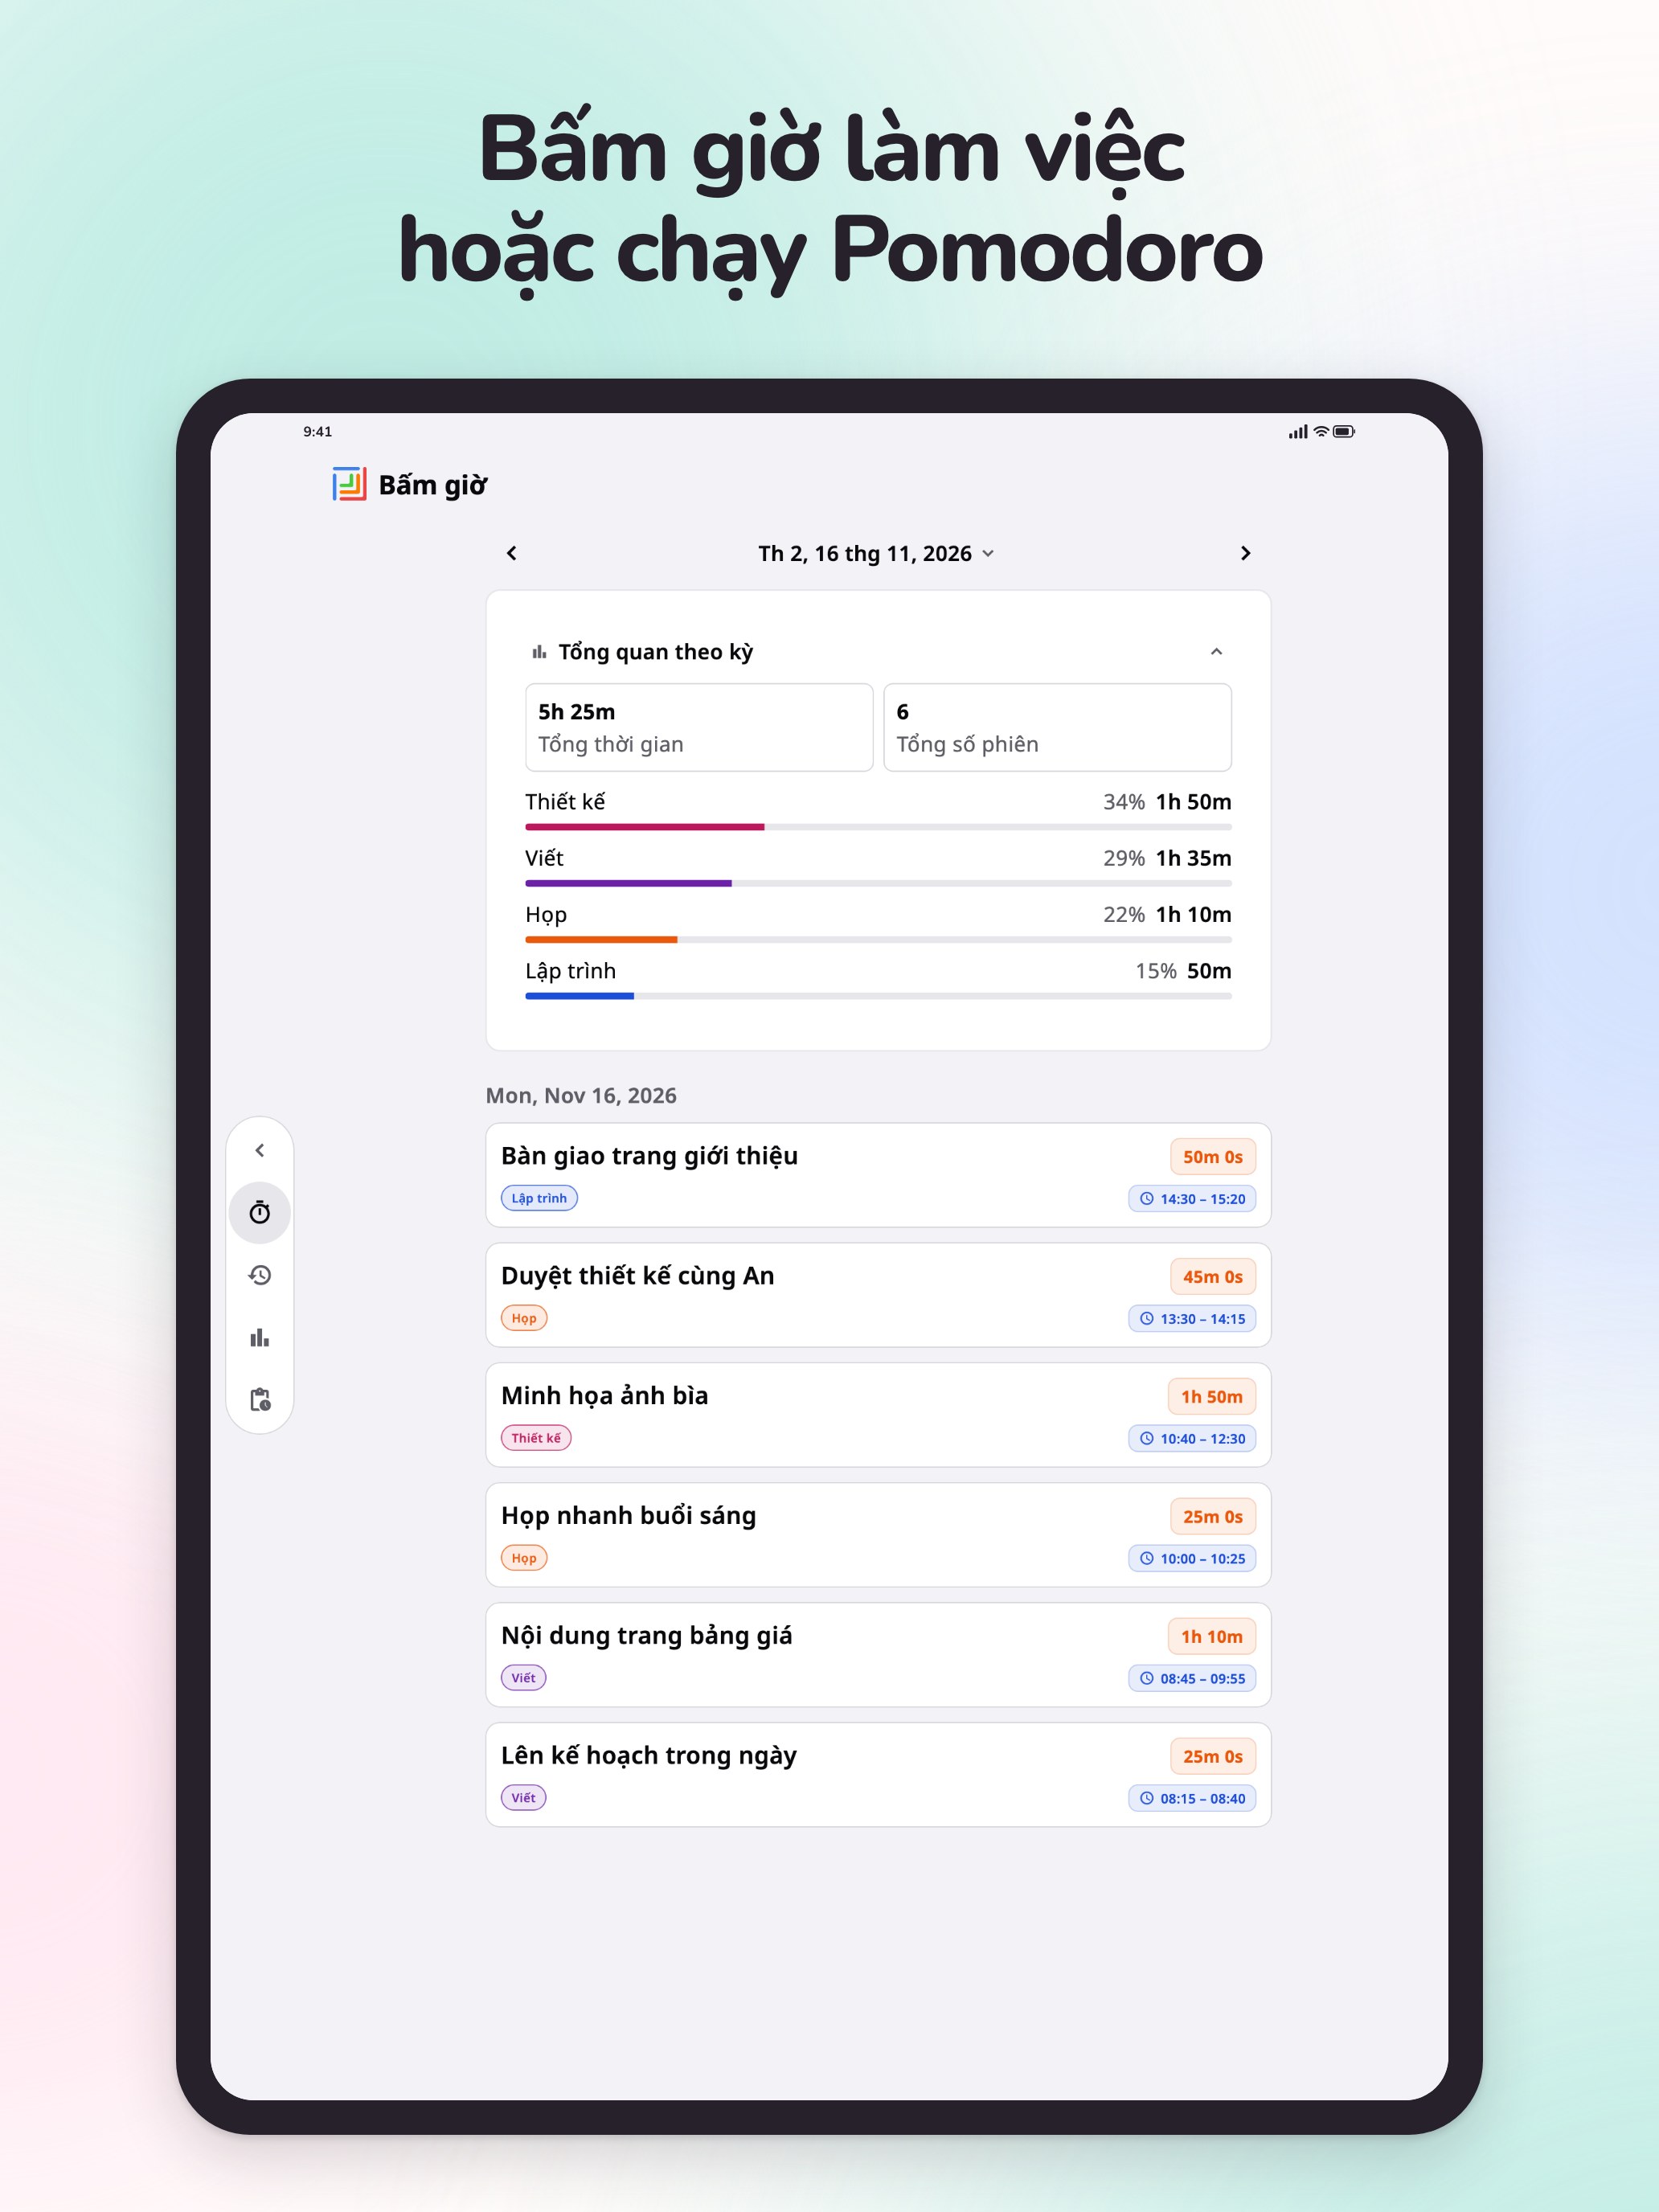 Bấm giờ làm việc
hoặc chạy Pomodoro
9:41
Bấm giờ
Th 2, 16 thg 11, 2026
Tổng quan theo kỳ
5h 25m
Tổng thời gian
6
Tổng số phiên
Thiết kế 34% 1h 50m
Viết 29% 1h 35m
Họp 22% 1h 10m
Lập trình 15% 50m
Mon, Nov 16, 2026
Bàn giao trang giới thiệu 50m 0s
Lập trình 14:30 – 15:20
Duyệt thiết kế cùng An 45m 0s
Họp 13:30 – 14:15
Minh họa ảnh bìa 1h 50m
Thiết kế 10:40 – 12:30
Họp nhanh buổi sáng 25m 0s
Họp 10:00 – 10:25
Nội dung trang bảng giá 1h 10m
Viết 08:45 – 09:55
Lên kế hoạch trong ngày 25m 0s
Viết 08:15 – 08:40